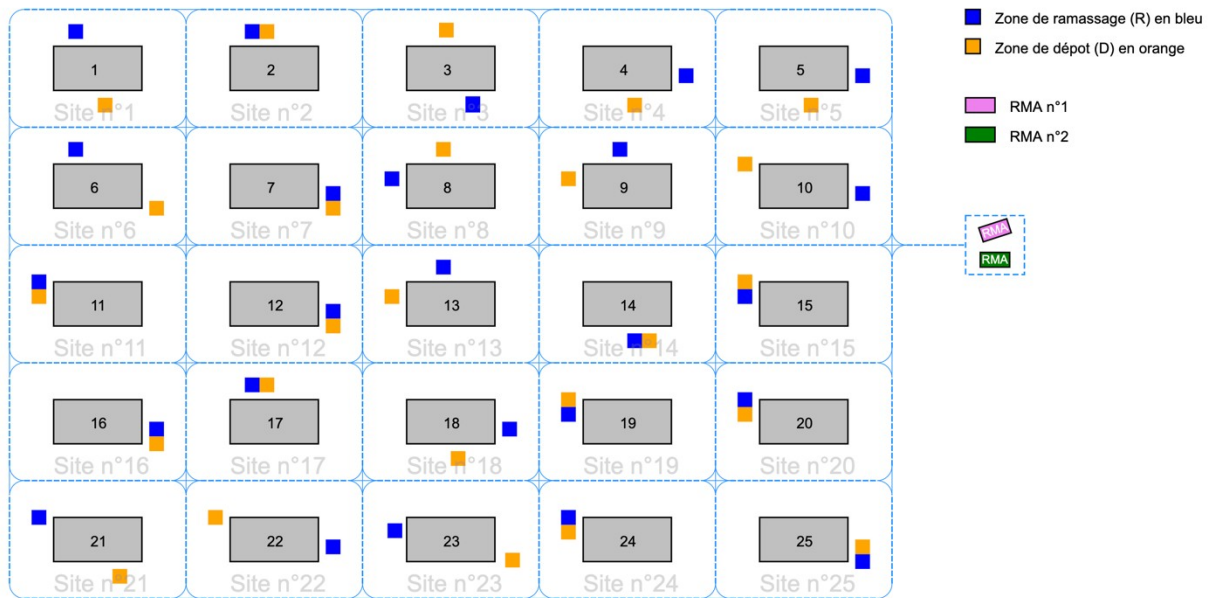 Zone de ramassage (R) en bleu
Zone de dépot (D) en orange
RMA n°1
RMA n°2
1 2 3 4 5
Site n°1 Site n°2 Site n°3 Site n°4 Site n°5
6 7 8 9 10
Site n°6 Site n°7 Site n°8 Site n°9 Site n°10
RMA
RMA
11 12 13 14 15
Site n°11 Site n°12 Site n°13 Site n°14 Site n°15
16 17 18 19 20
Site n°16 Site n°17 Site n°18 Site n°19 Site n°20
21 22 23 24 25
Site n°21 Site n°22 Site n°23 Site n°24 Site n°25